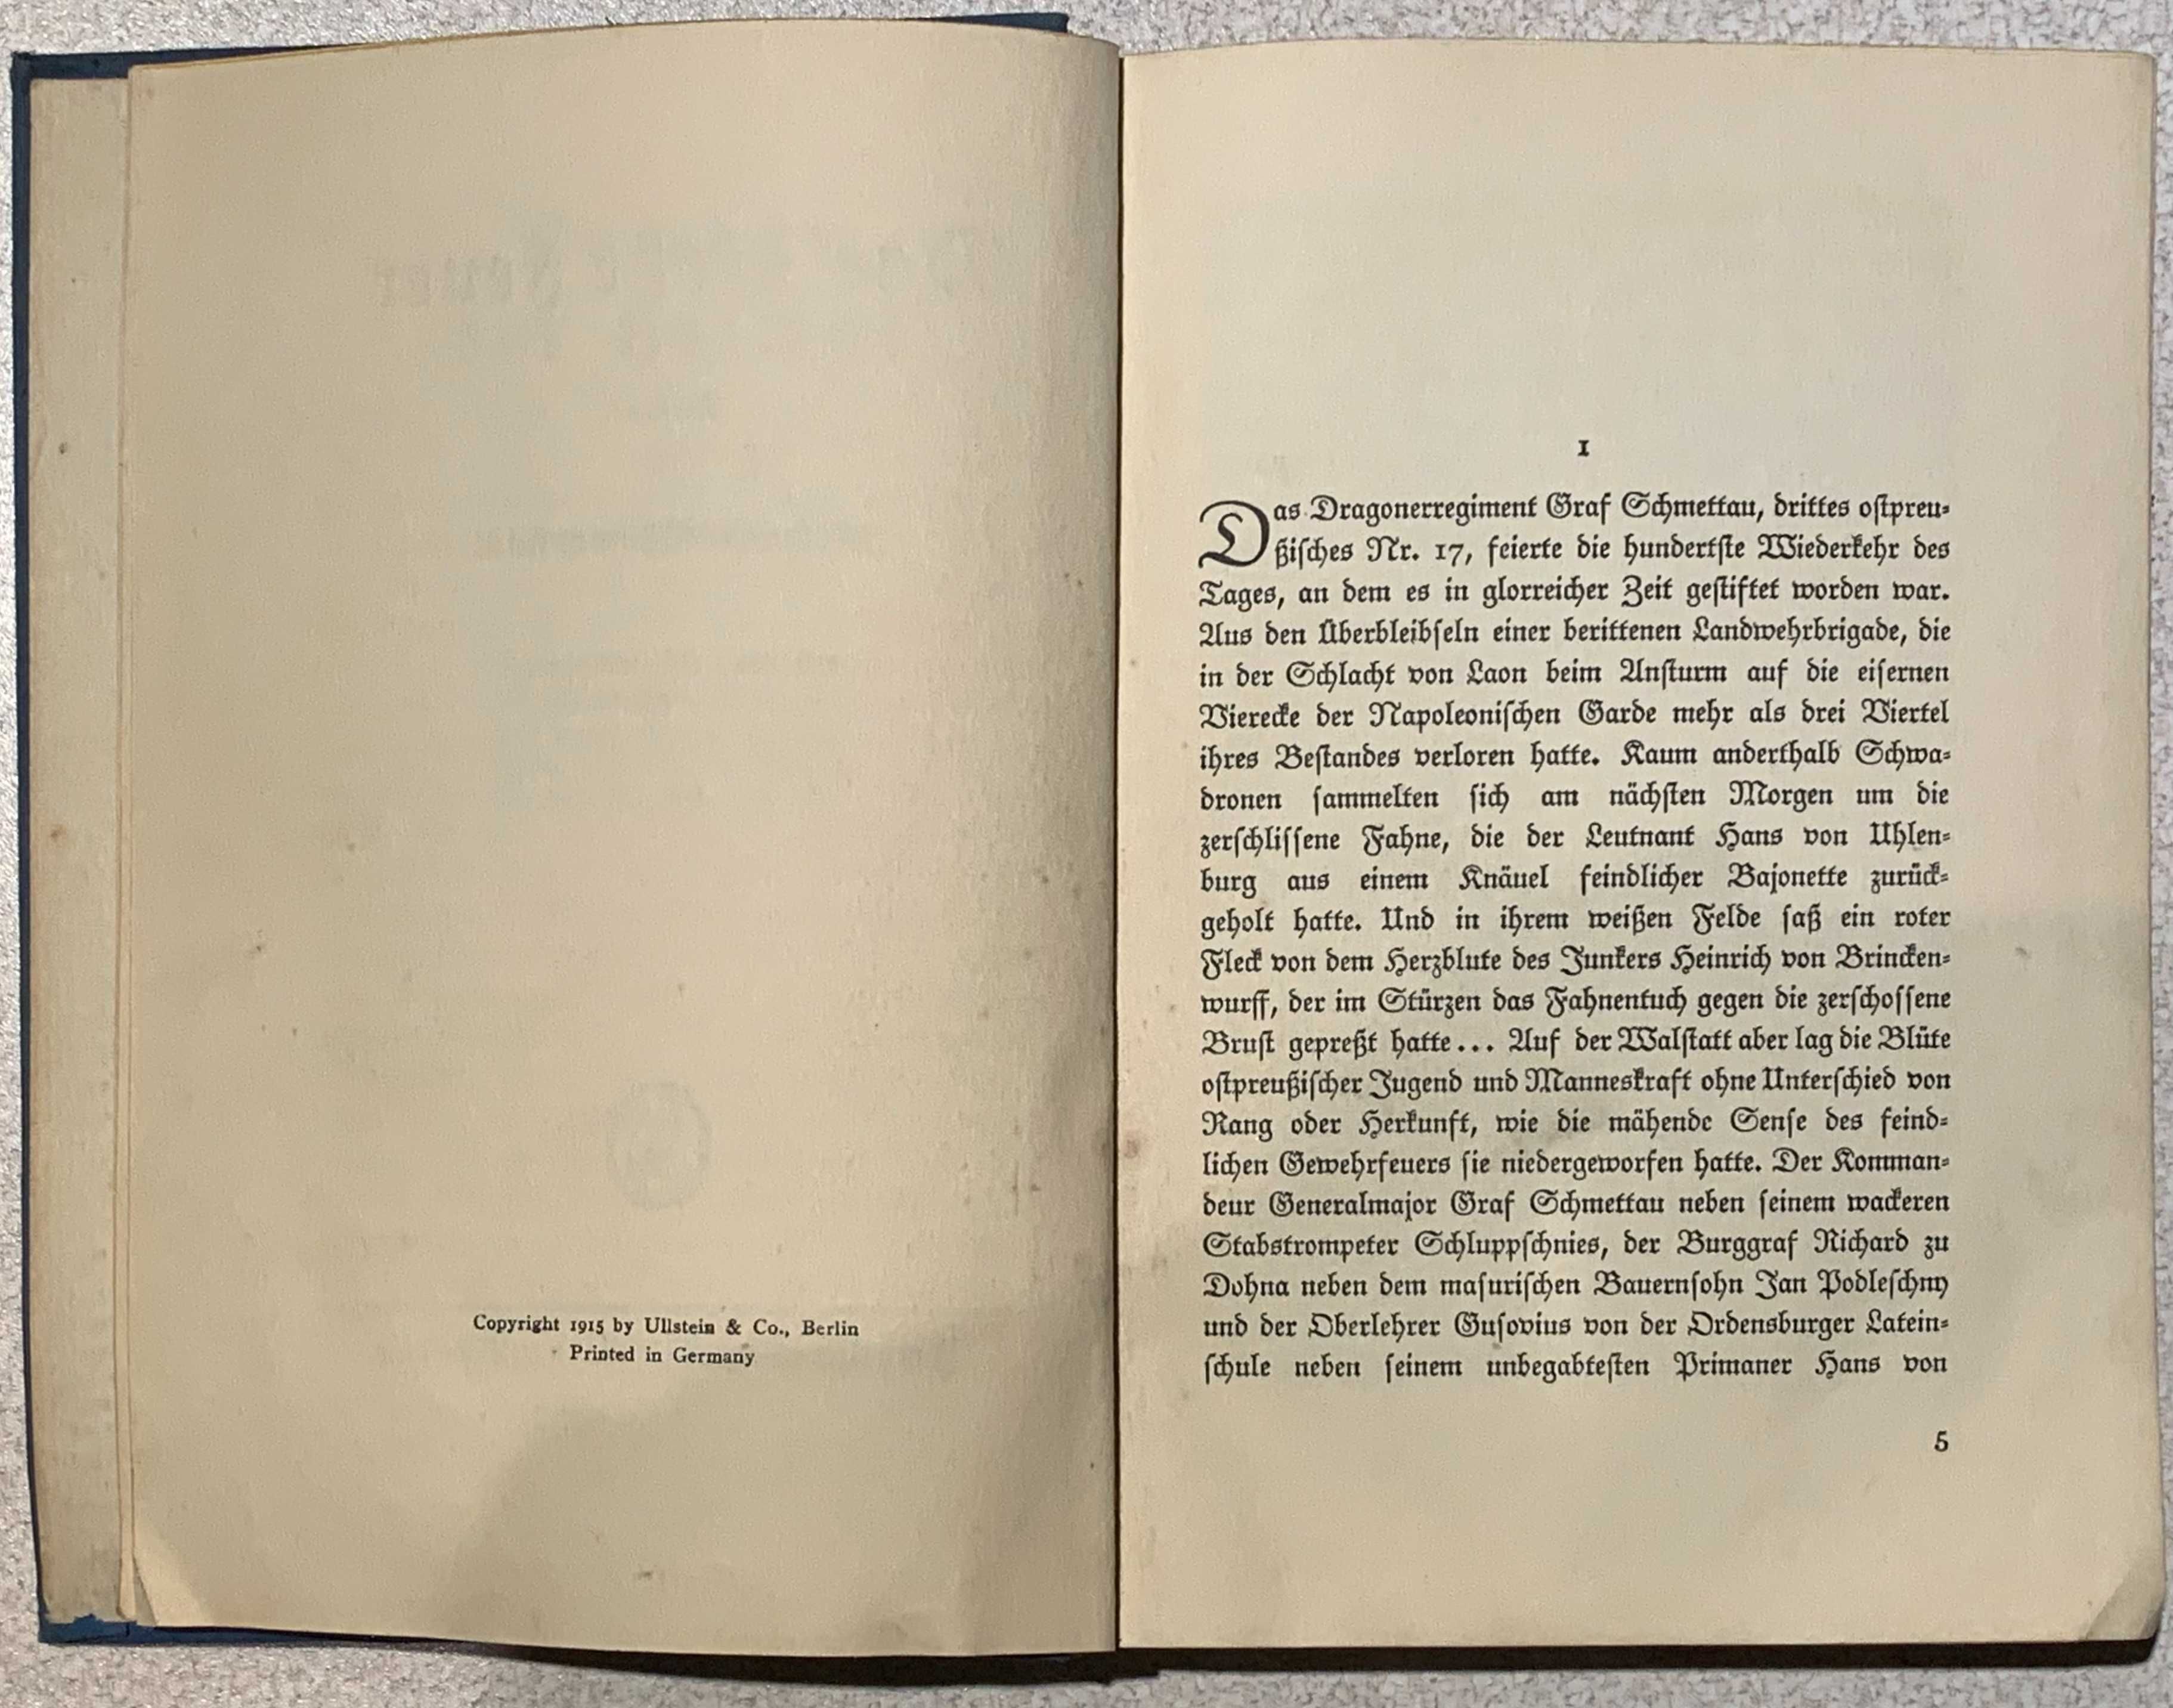 Copyright 1915 by Ullstein & Co., Berlin
Printed in Germany
1
Das Dragonerregiment Graf Schmettau, drittes ostpreu-
ßisches Nr. 17, feierte die hundertste Wiederkehr des
Tages, an dem es in glorreicher Zeit gestiftet worden war.
Aus den Überbleibseln einer berittenen Landwehrbrigade, die
in der Schlacht von Laon beim Ansturm auf die eisernen
Vierecke der Napoleonischen Garde mehr als drei Viertel
ihres Bestandes verloren hatte. Kaum anderthalb Schwa-
dronen sammelten sich am nächsten Morgen um die
zerschlissene Fahne, die der Leutnant Hans von Uhlen-
burg aus einem Knäuel feindlicher Bajonette zurück-
geholt hatte. Und in ihrem weißen Felde saß ein roter
Fleck von dem Herzblute des Junkers Heinrich von Brincken-
wurff, der im Stürzen das Fahnentuch gegen die zerschossene
Brust gepreßt hatte... Auf der Walstatt aber lag die Blüte
ostpreußischer Jugend und Manneskraft ohne Unterschied von
Rang oder Herkunft, wie die mähende Sense des feind-
lichen Gewehrfeuers sie niedergeworfen hatte. Der Komman-
deur Generalmajor Graf Schmettau neben seinem wackeren
Stabstrompeter Schluppschnies, der Burggraf Richard zu
Dohna neben dem masurischen Bauernsohn Jan Podleschny
und der Oberlehrer Gusovius von der Ordensburger Latein-
schule neben seinem unbegabtesten Primaner Hans von
5